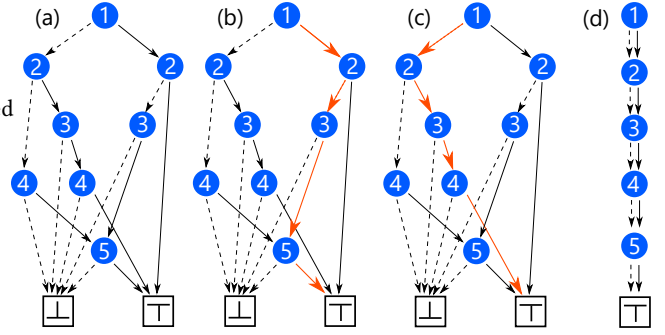 (a) (b) (c) (d)
1 1 1 1
2 2 2 2 2 2 2
ed
3 3 3 3 3 3 3
4 4 4 4 4 4 4
5 5 5 5
⊥ ⊤ ⊥ ⊤ ⊥ ⊤ ⊤